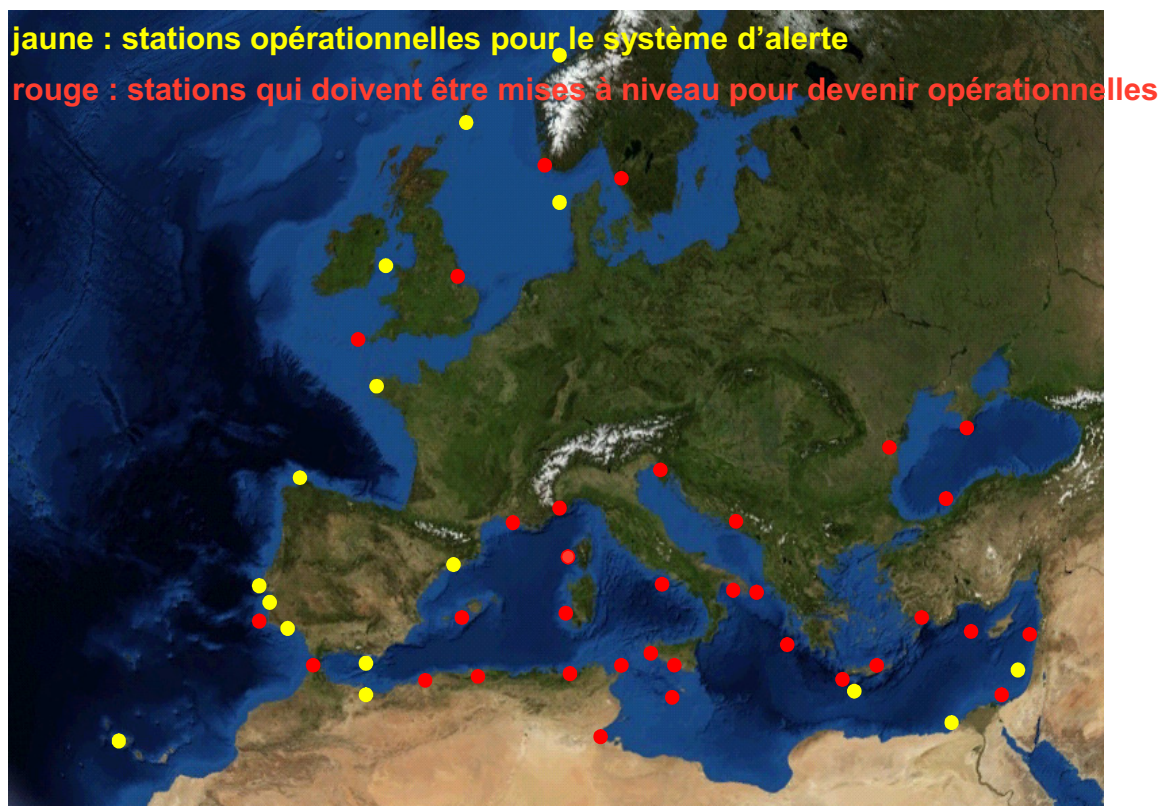 jaune : stations opérationnelles pour le système d'alerte
rouge : stations qui doivent être mises à niveau pour devenir opérationnelles